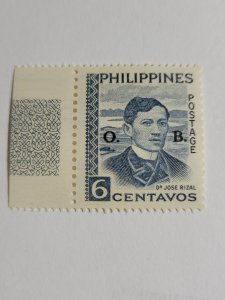 PHILIPPINES
POSTAGE
O. B.
6 CENTAVOS
DR JOSE RIZAL